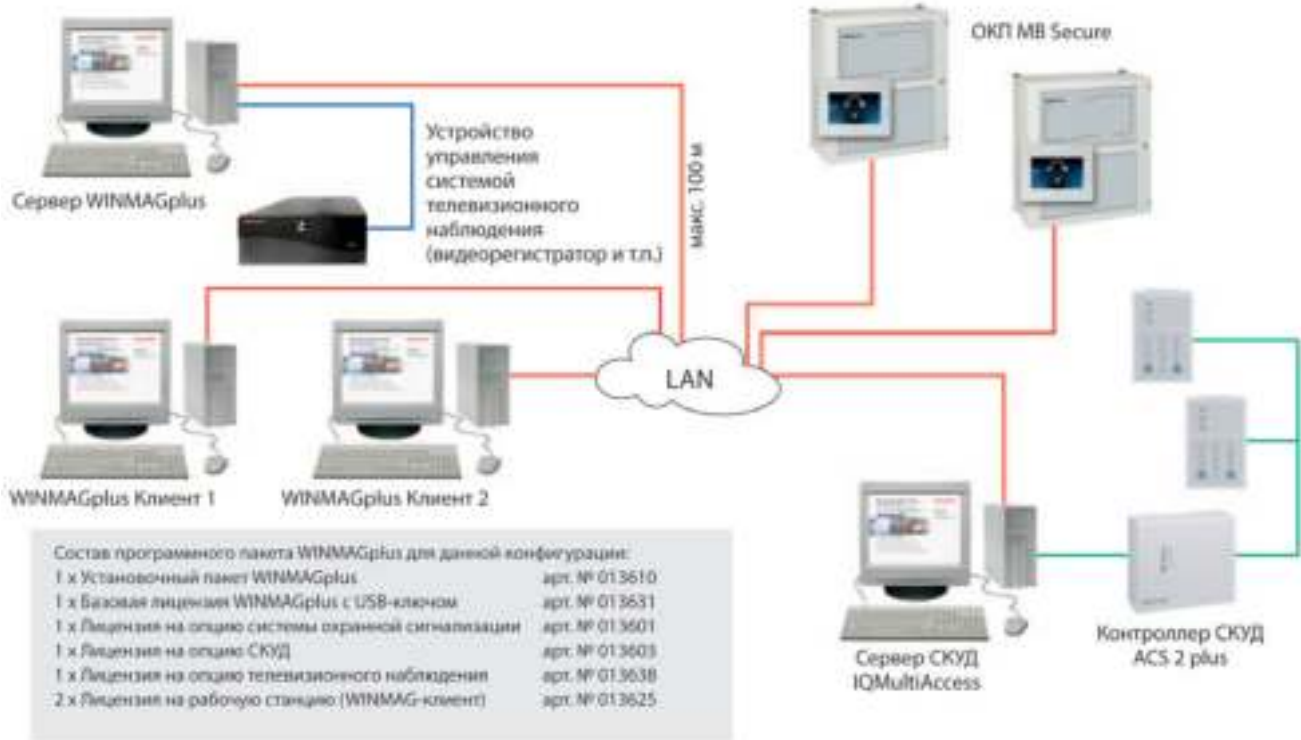 ОКП MB Secure
Устройство
управления
системой
телевизионного
наблюдения
(видеорегистратор и т.п.)
макс. 100 м
Сервер WINMAGplus
LAN
WINMAGplus Клиент 1
WINMAGplus Клиент 2
Состав программного пакета WINMAGplus для данной конфигурации:
1 x Установочный пакет WINMAGplus арт. № 013610
1 x Базовая лицензия WINMAGplus с USB-ключом арт. № 013631
1 x Лицензия на опцию системы охранной сигнализации арт. № 013601
1 x Лицензия на опцию СКУД арт. № 013603
1 x Лицензия на опцию телевизионного наблюдения арт. № 013638
2 x Лицензия на рабочую станцию (WINMAG-клиент) арт. № 013625
Сервер СКУД
IQMultiAccess
Контроллер СКУД
ACS 2 plus